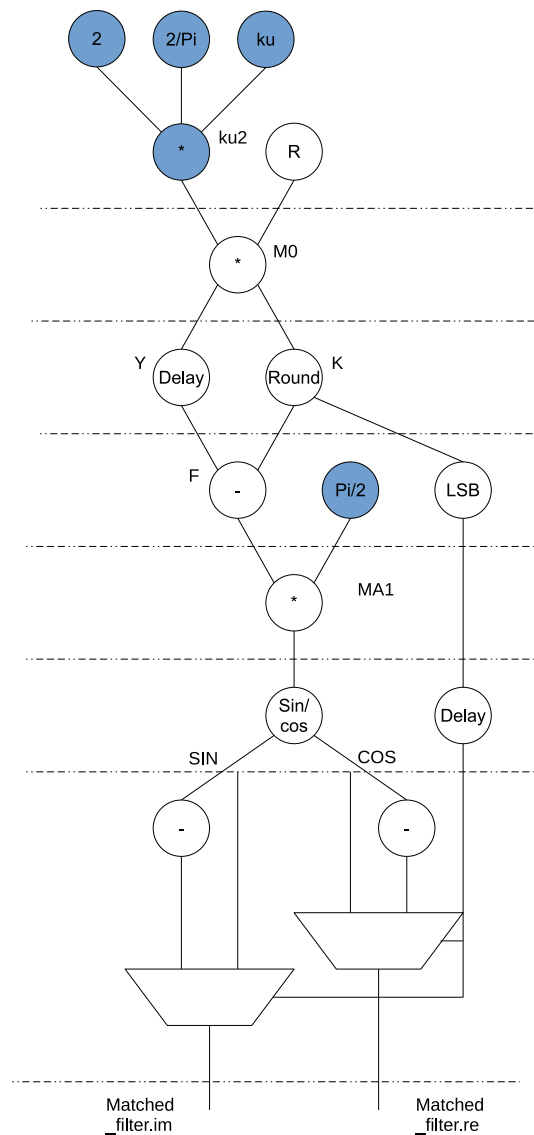 2 2/Pi ku
* ku2 R
* M0
Y Delay Round K
F - Pi/2 LSB
* MA1
Sin/
cos
Delay
SIN COS
- -
Matched
_filter.im
Matched
_filter.re